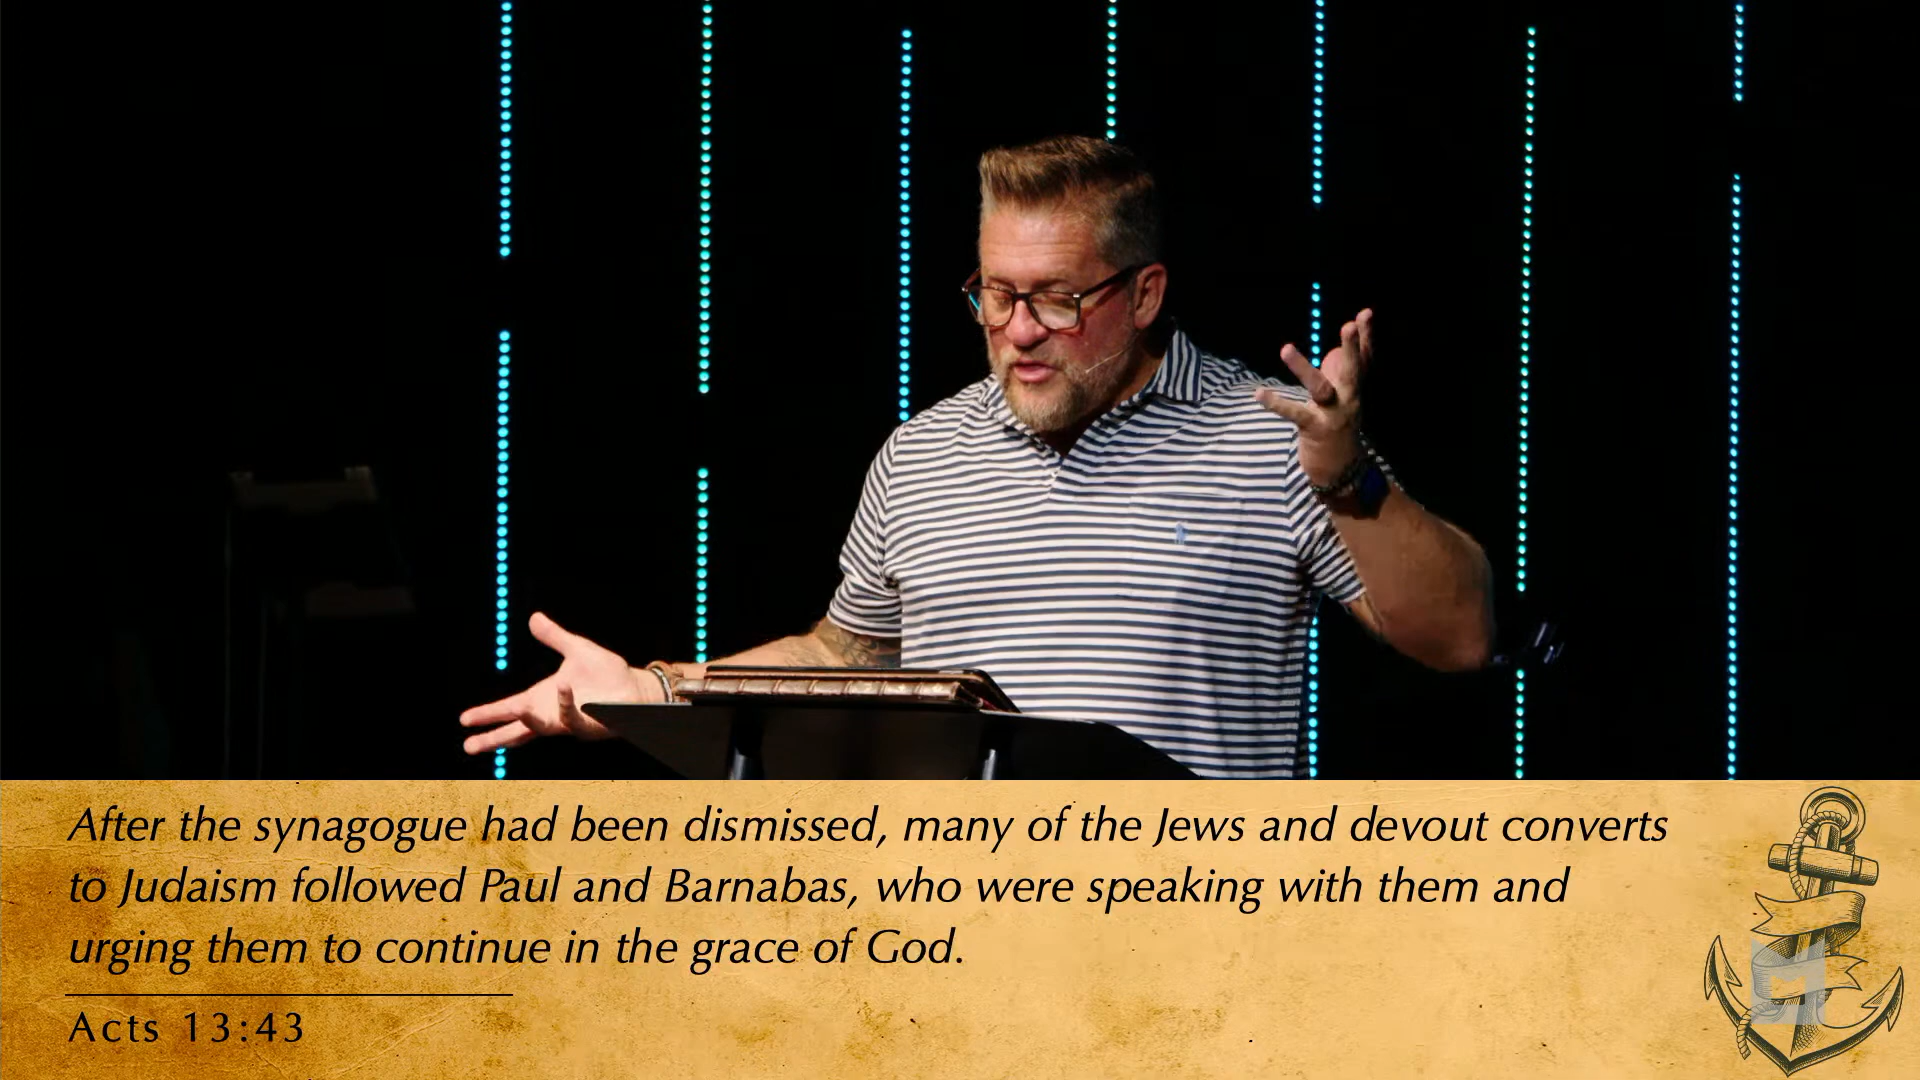 After the synagogue had been dismissed, many of the Jews and devout converts
to Judaism followed Paul and Barnabas, who were speaking with them and
urging them to continue in the grace of God.
Acts 13:43